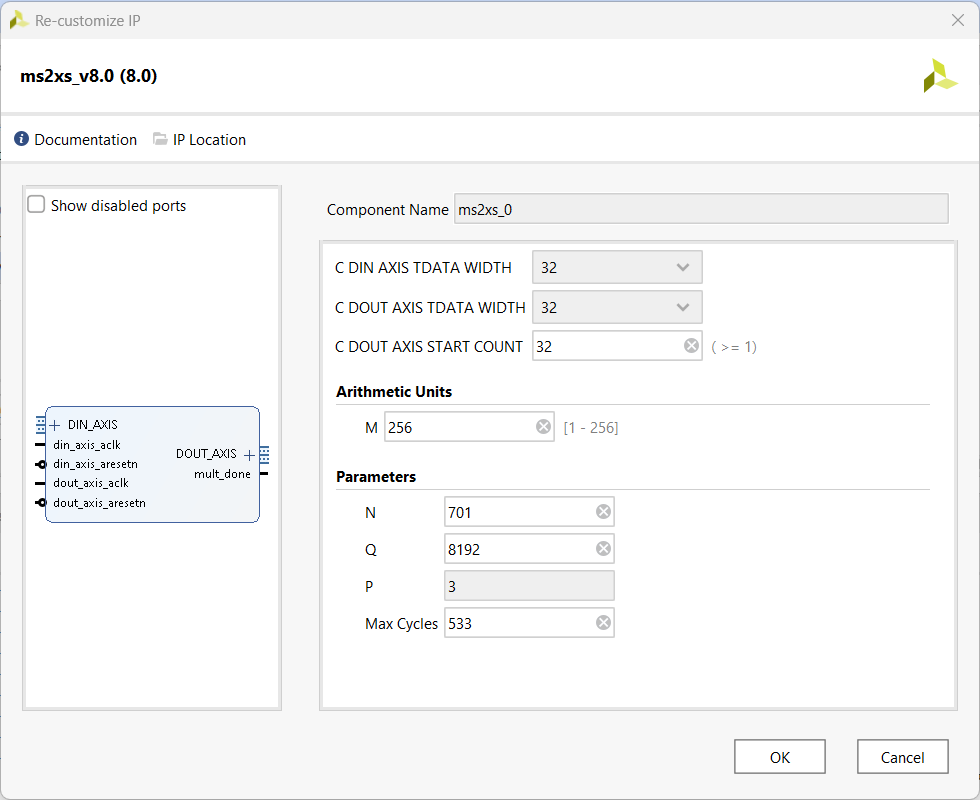 Re-customize IP
ms2xs_v8.0 (8.0)
Documentation IP Location
Show disabled ports
DIN_AXIS
din_axis_aclk
din_axis_aresetn
dout_axis_aclk
dout_axis_aresetn
DOUT_AXIS
mult_done
Component Name ms2xs_0
C DIN AXIS TDATA WIDTH 32
C DOUT AXIS TDATA WIDTH 32
C DOUT AXIS START COUNT 32 ( >= 1)
Arithmetic Units
M 256 [1 - 256]
Parameters
N 701
Q 8192
P 3
Max Cycles 533
OK Cancel